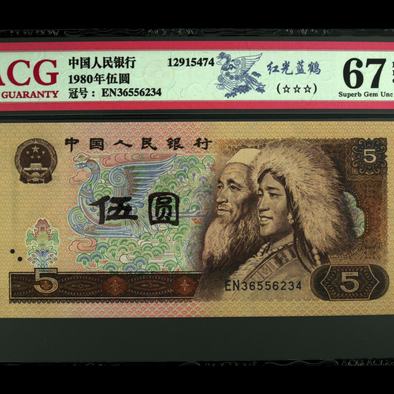 ACG
GUARANTY
中国人民银行
1980年伍圆
冠号: EN36556234
12915474
红光蓝鹤
(☆☆☆)
67
Superb Gem Unc
中国人民银行
5
伍圆
EN36556234
5
5